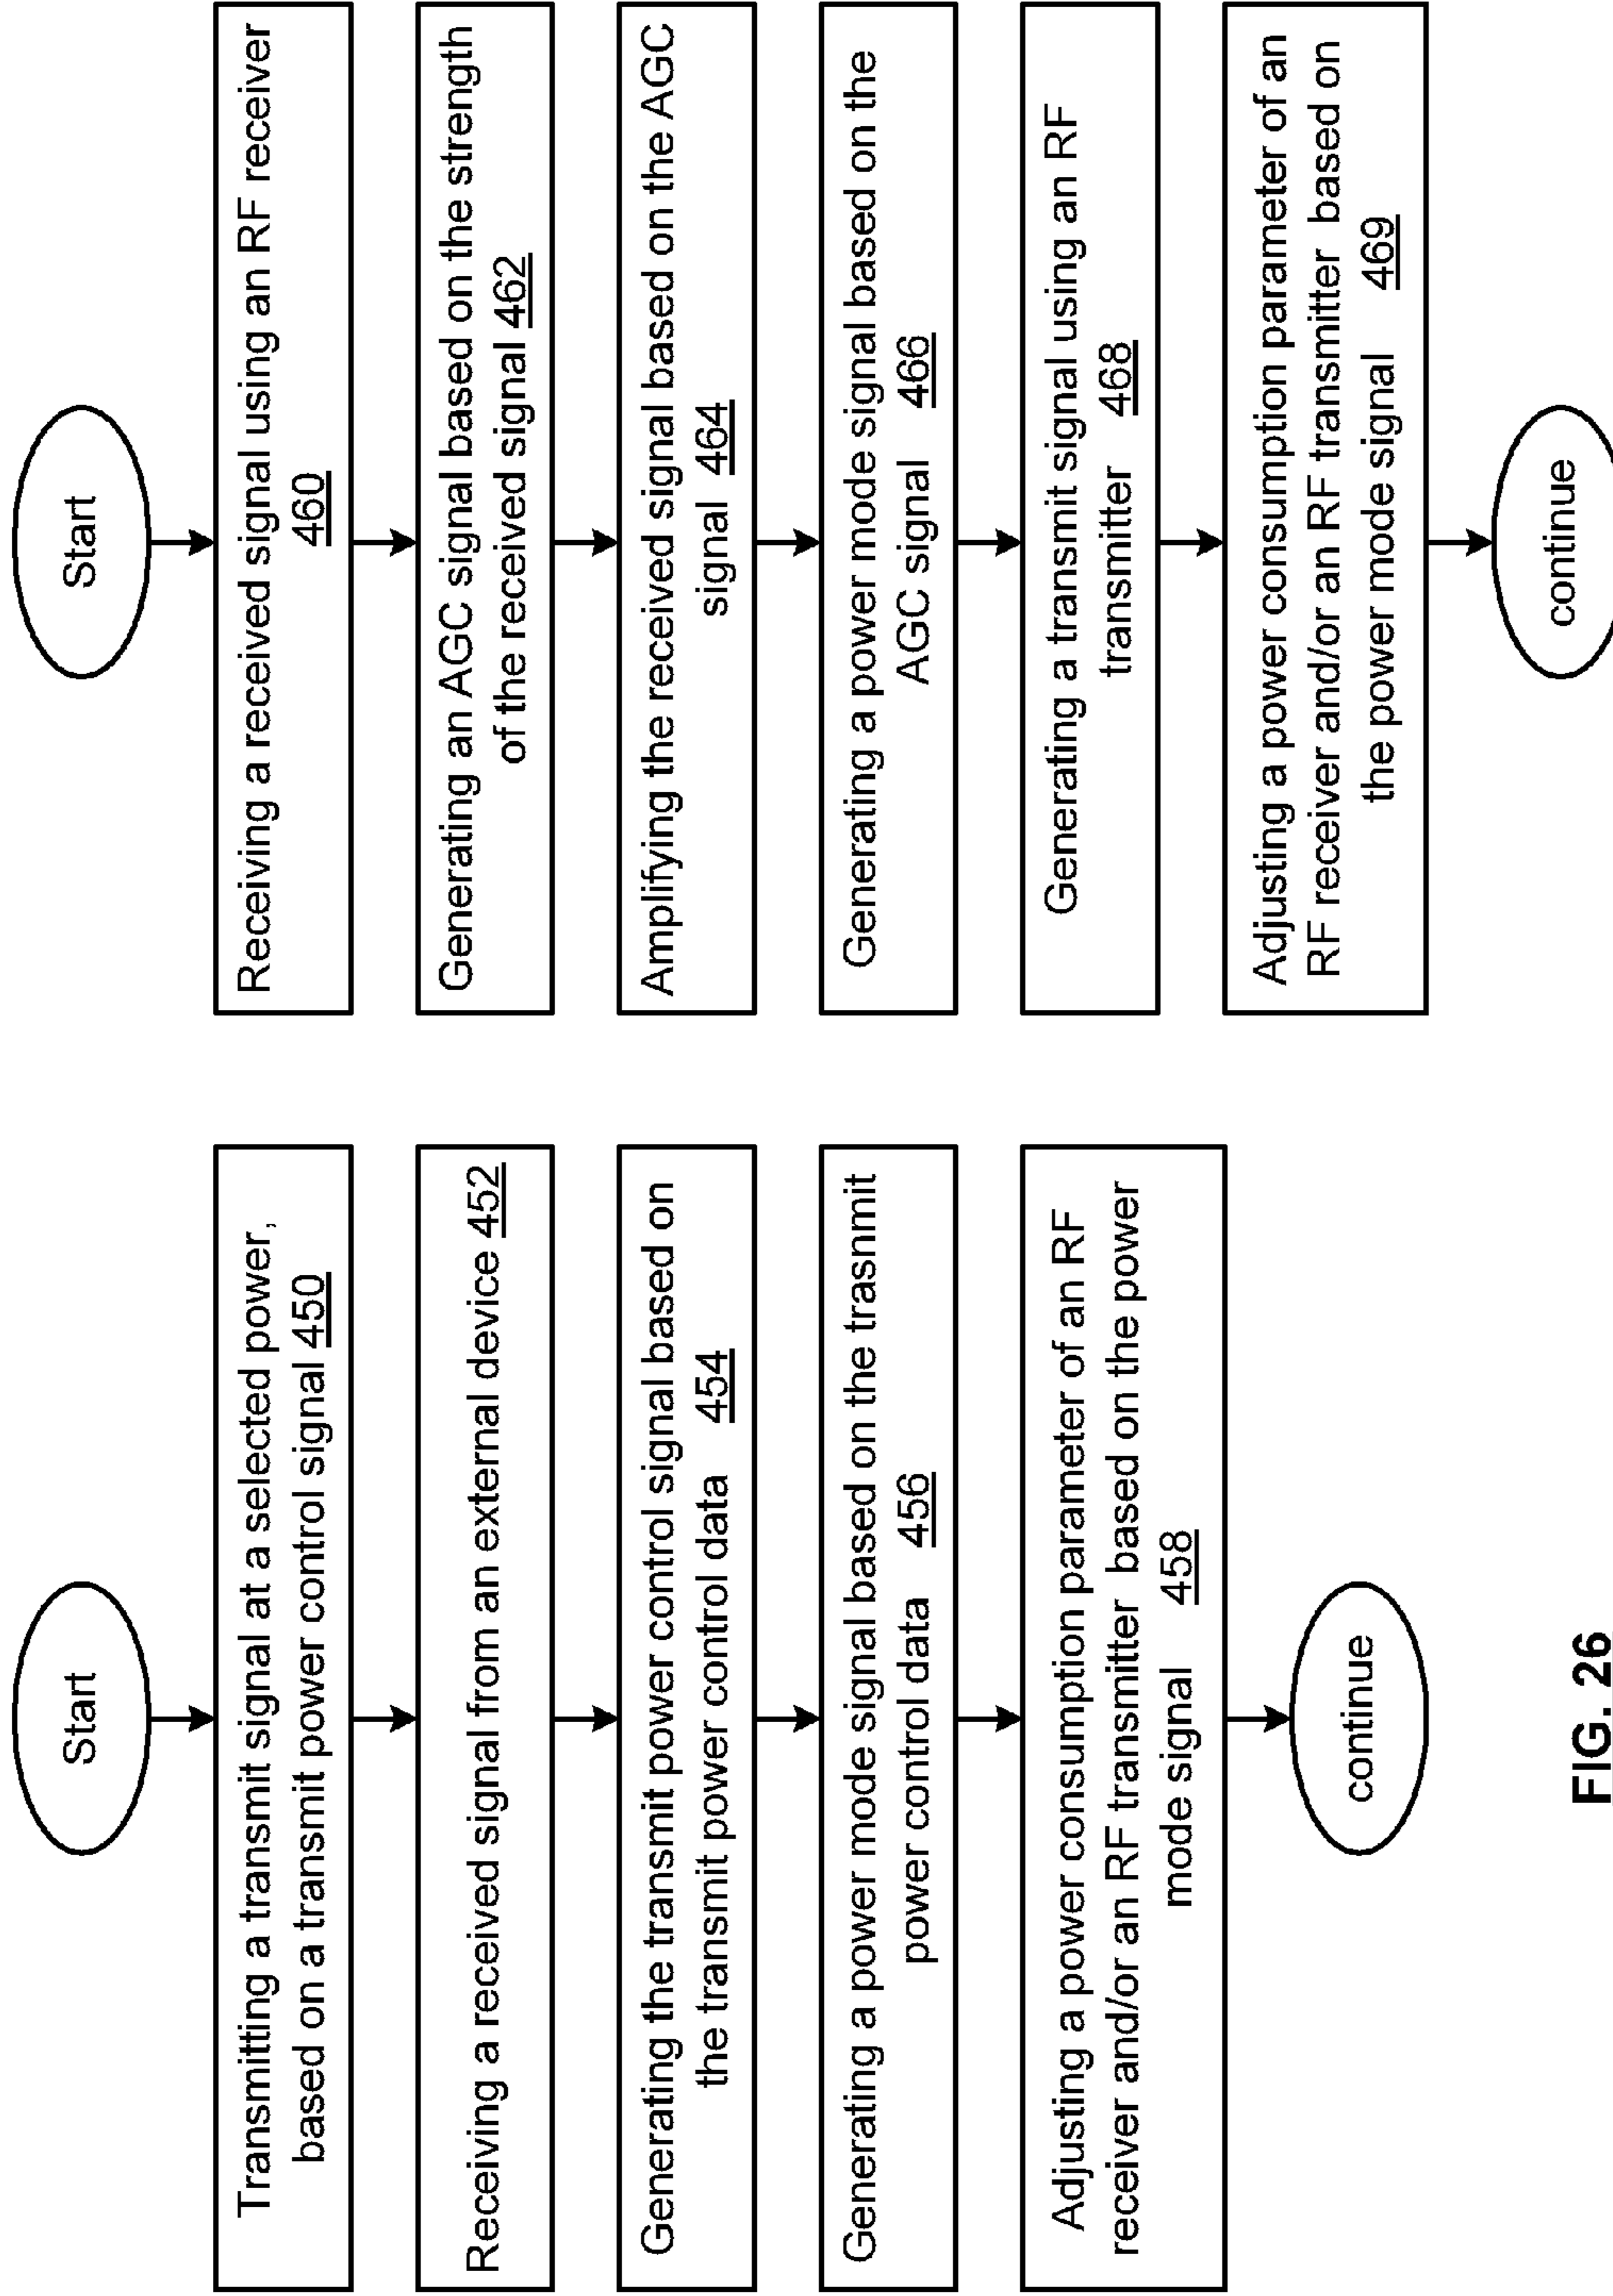 Start
Transmitting a transmit signal at a selected power,
based on a transmit power control signal 450
Receiving a received signal from an external device 452
Generating the transmit power control signal based on
the transmit power control data 454
Generating a power mode signal based on the trasnmit
power control data 456
Adjusting a power consumption parameter of an RF
receiver and/or an RF transmitter based on the power
mode signal 458
continue
FIG. 26
Start
Receiving a received signal using an RF receiver
460
Generating an AGC signal based on the strength
of the received signal 462
Amplifying the received signal based on the AGC
signal 464
Generating a power mode signal based on the
AGC signal 466
Generating a transmit signal using an RF
transmitter 468
Adjusting a power consumption parameter of an
RF receiver and/or an RF transmitter based on
the power mode signal 469
continue